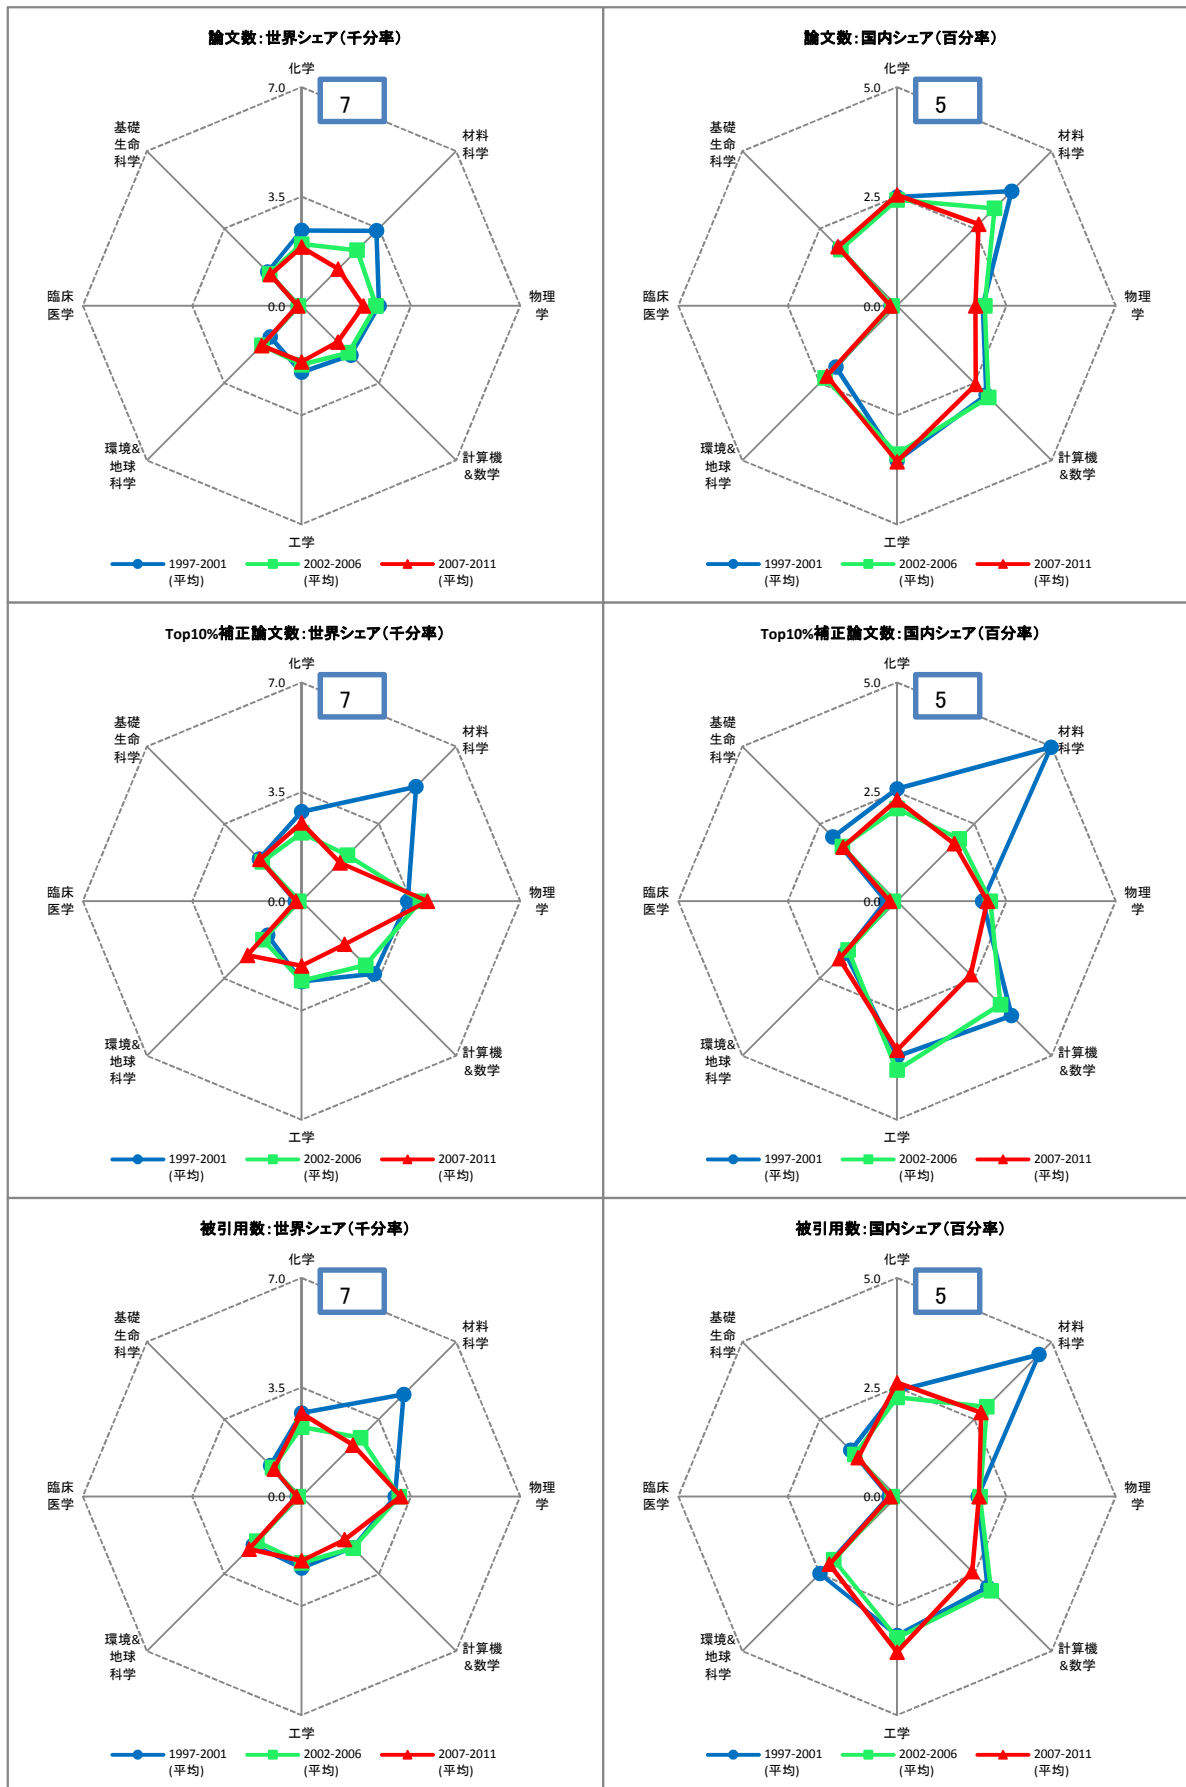 論文数：世界シェア（千分率）
化学
7.0
7
基礎
生命
科学
材料
科学
3.5
臨床
医学
0.0
物理
学
環境&
地球
科学
計算機
&数学
工学
1997-2001
(平均)
2002-2006
(平均)
2007-2011
(平均)
論文数：国内シェア（百分率）
化学
5.0
5
基礎
生命
科学
材料
科学
2.5
臨床
医学
0.0
物理
学
環境&
地球
科学
計算機
&数学
工学
1997-2001
(平均)
2002-2006
(平均)
2007-2011
(平均)
Top10%補正論文数：世界シェア（千分率）
化学
7.0
7
基礎
生命
科学
材料
科学
3.5
臨床
医学
0.0
物理
学
環境&
地球
科学
計算機
&数学
工学
1997-2001
(平均)
2002-2006
(平均)
2007-2011
(平均)
Top10%補正論文数：国内シェア（百分率）
化学
5.0
5
基礎
生命
科学
材料
科学
2.5
臨床
医学
0.0
物理
学
環境&
地球
科学
計算機
&数学
工学
1997-2001
(平均)
2002-2006
(平均)
2007-2011
(平均)
被引用数：世界シェア（千分率）
化学
7.0
7
基礎
生命
科学
材料
科学
3.5
臨床
医学
0.0
物理
学
環境&
地球
科学
計算機
&数学
工学
1997-2001
(平均)
2002-2006
(平均)
2007-2011
(平均)
被引用数：国内シェア（百分率）
化学
5.0
5
基礎
生命
科学
材料
科学
2.5
臨床
医学
0.0
物理
学
環境&
地球
科学
計算機
&数学
工学
1997-2001
(平均)
2002-2006
(平均)
2007-2011
(平均)